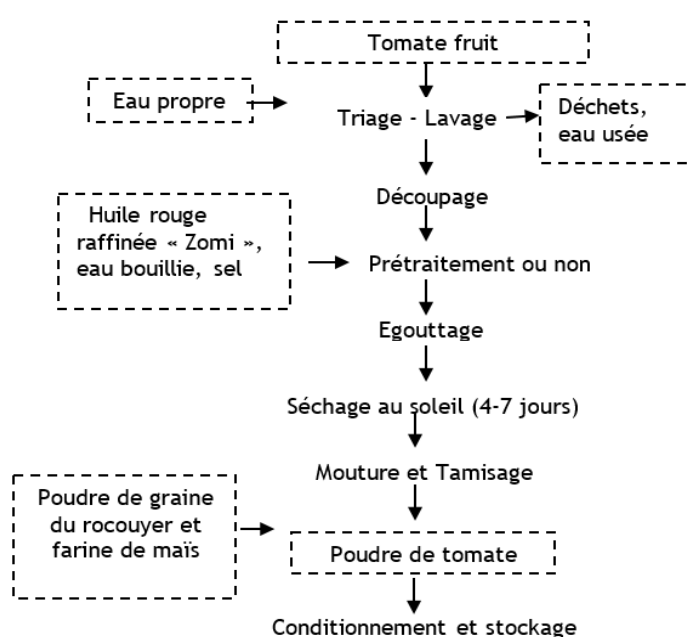 Tomate fruit
Eau propre
Triage - Lavage
Déchets,
eau usée
Découpage
Huile rouge
raffinée « Zomi »,
eau bouillie, sel
Prétraitement ou non
Egouttage
Séchage au soleil (4-7 jours)
Mouture et Tamisage
Poudre de graine
du rocouyer et
farine de maïs
Poudre de tomate
Conditionnement et stockage